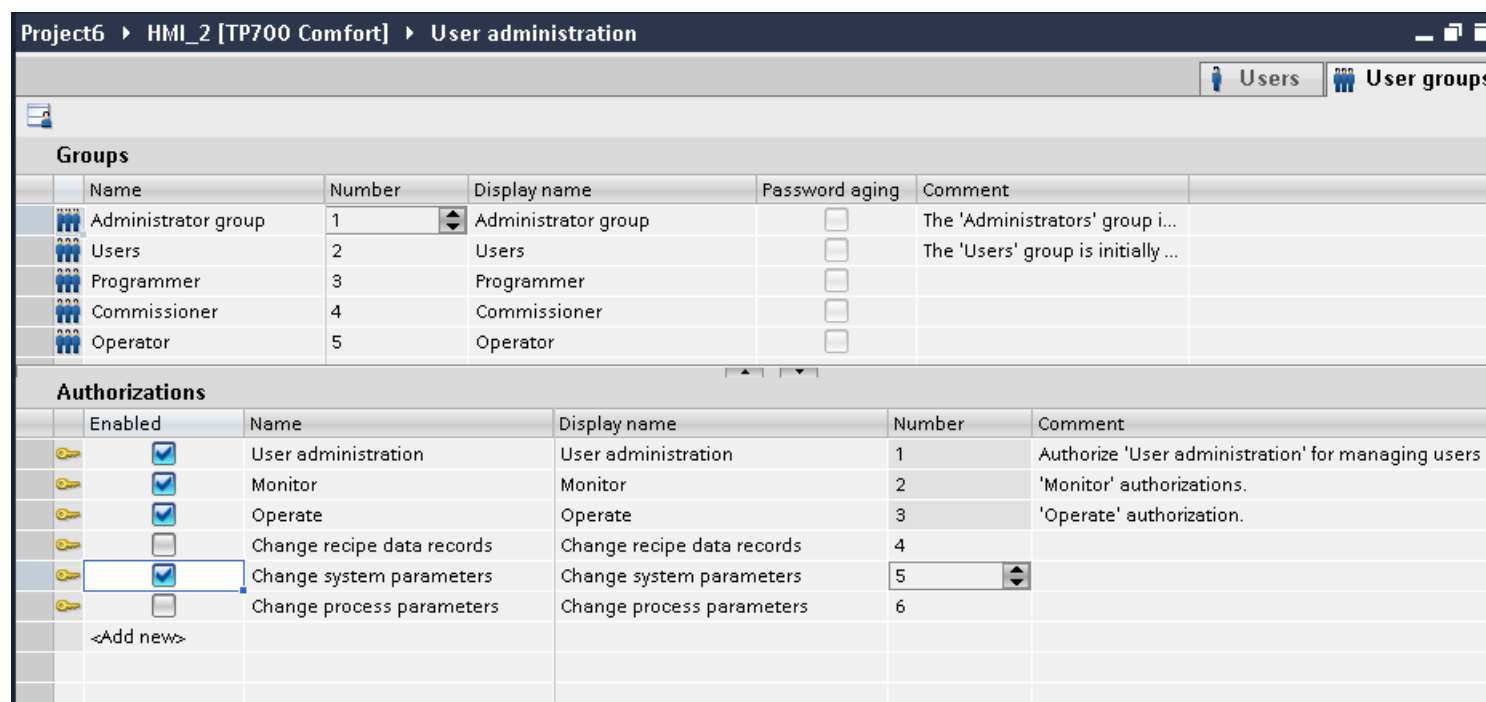 Project6 ▸ HMI_2 [TP700 Comfort] ▸ User administration
Users User groups
Groups
Name Number Display name Password aging Comment
Administrator group 1 Administrator group The 'Administrators' group i...
Users 2 Users The 'Users' group is initially ...
Programmer 3 Programmer
Commissioner 4 Commissioner
Operator 5 Operator
Authorizations
Enabled Name Display name Number Comment
User administration User administration 1 Authorize 'User administration' for managing users
Monitor Monitor 2 'Monitor' authorizations.
Operate Operate 3 'Operate' authorization.
Change recipe data records Change recipe data records 4
Change system parameters Change system parameters 5
Change process parameters Change process parameters 6
<Add new>